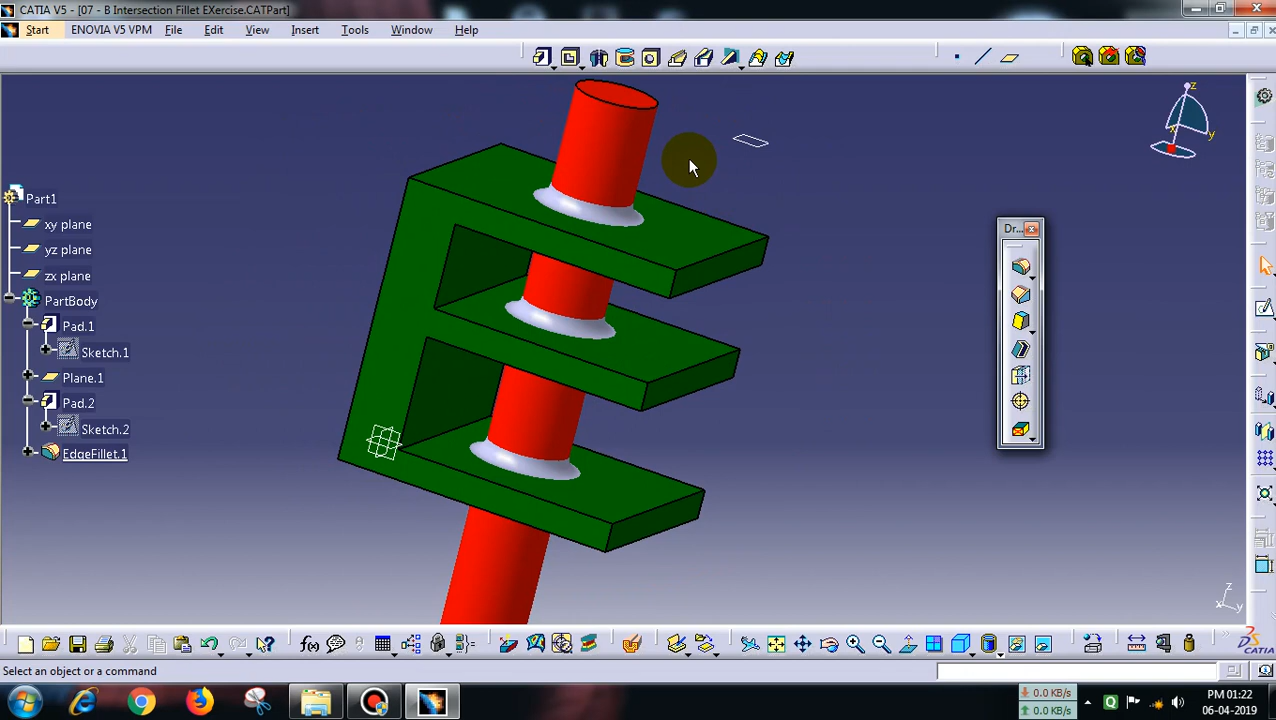 CATIA V5 - [07 - B Intersection Fillet EXercise.CATPart]
Start ENOVIA V5 VPM File Edit View Insert Tools Window Help
z
x
y
Part1
xy plane
yz plane
zx plane
PartBody
Pad.1
Sketch.1
Plane.1
Pad.2
Sketch.2
EdgeFillet.1
Dr...
z
x y
f(x)
CATIA
Select an object or a command
0.0 KB/s
0.0 KB/s
PM 01:22
06-04-2019